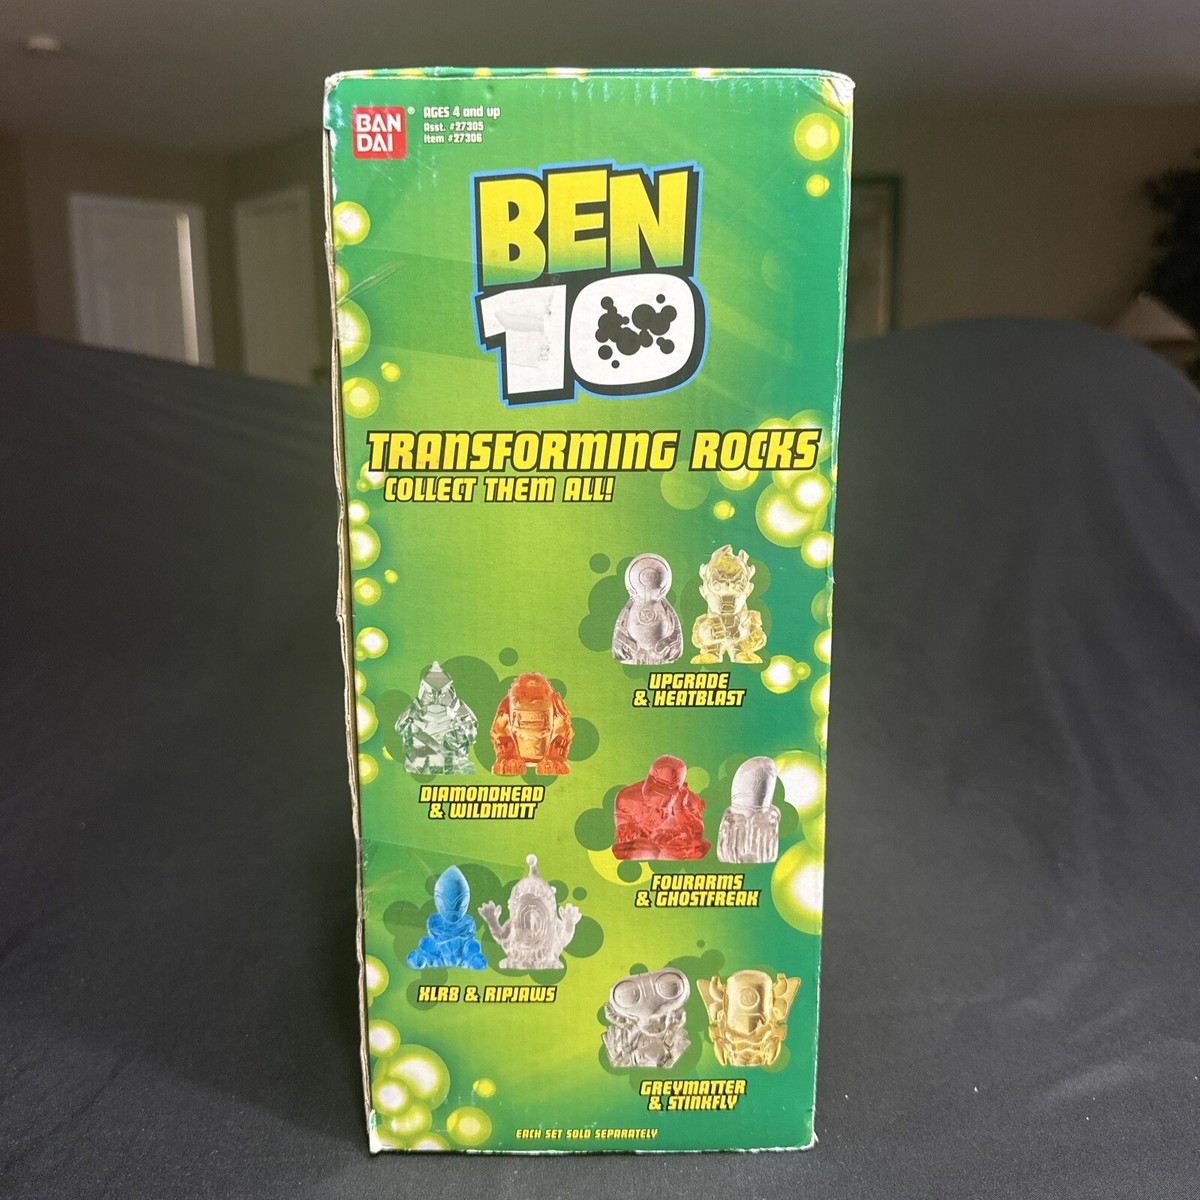 BAN
DAI
®
AGES 4 and up
Asst. #27305
Item #27306
BEN
10
TRANSFORMING ROCKS
COLLECT THEM ALL!
UPGRADE
& HEATBLAST
DIAMONDHEAD
& WILDMUTT
FOURARMS
& GHOSTFREAK
XLR8 & RIPJAWS
GREYMATTER
& STINKFLY
EACH SET SOLD SEPARATELY